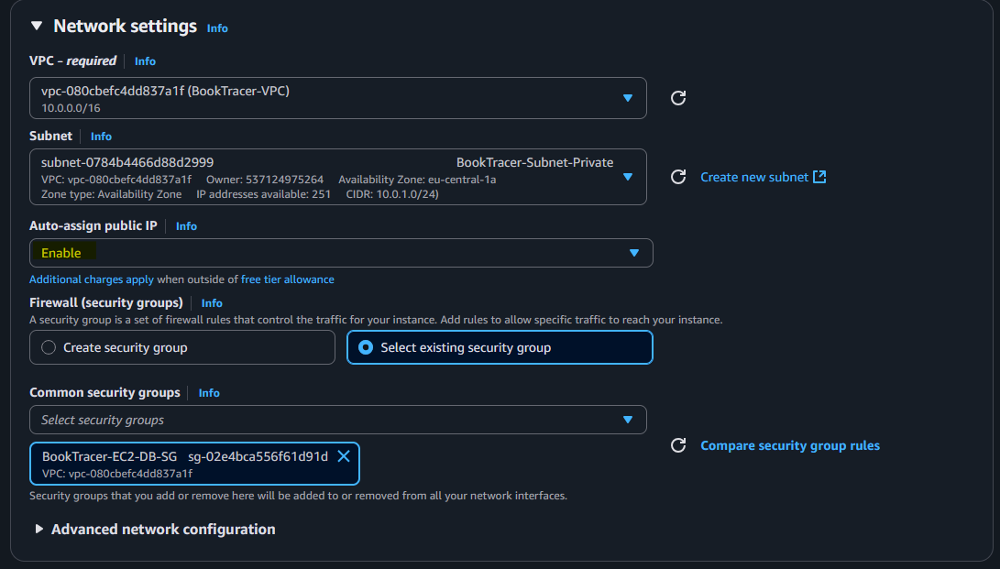 Network settings Info
VPC – required Info
vpc-080cbefc4dd837a1f (BookTracer-VPC)
10.0.0.0/16
Subnet Info
subnet-0784b4466d88d2999 BookTracer-Subnet-Private
VPC: vpc-080cbefc4dd837a1f Owner: 537124975264 Availability Zone: eu-central-1a
Zone type: Availability Zone IP addresses available: 251 CIDR: 10.0.1.0/24)
Create new subnet
Auto-assign public IP Info
Enable
Additional charges apply when outside of free tier allowance
Firewall (security groups) Info
A security group is a set of firewall rules that control the traffic for your instance. Add rules to allow specific traffic to reach your instance.
Create security group Select existing security group
Common security groups Info
Select security groups
BookTracer-EC2-DB-SG sg-02e4bca556f61d91d
VPC: vpc-080cbefc4dd837a1f
Compare security group rules
Security groups that you add or remove here will be added to or removed from all your network interfaces.
Advanced network configuration